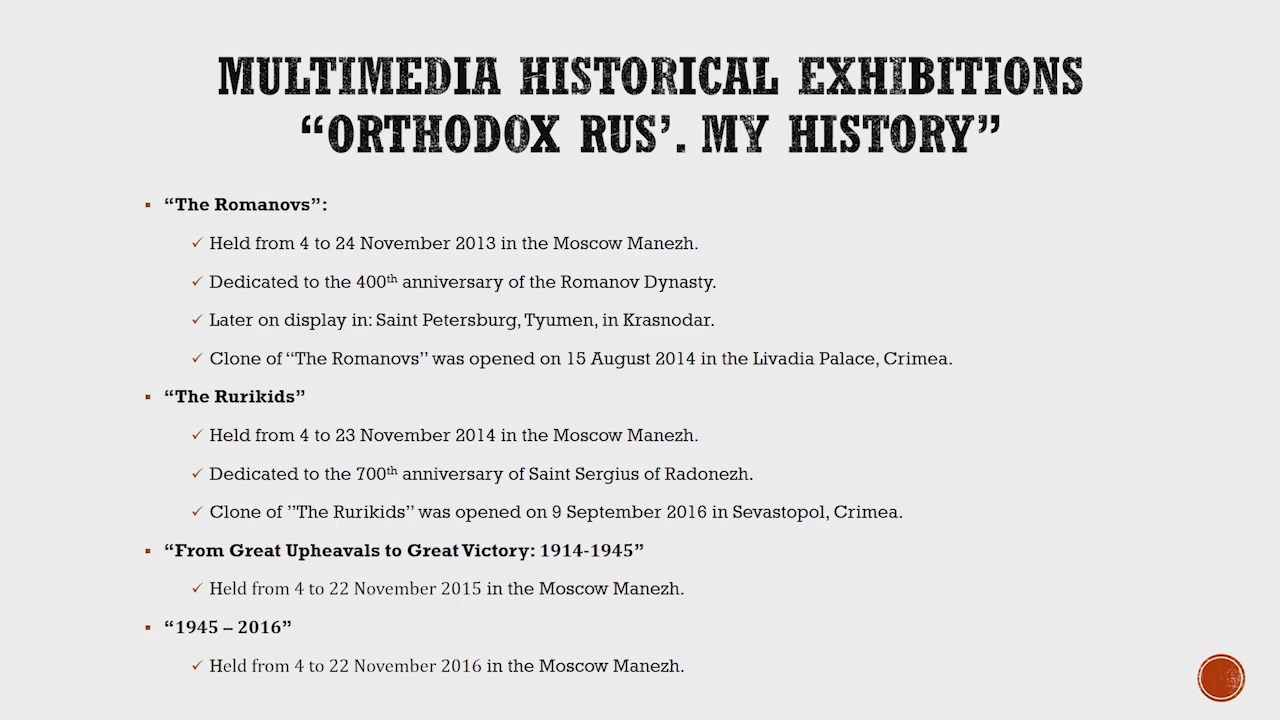 MULTIMEDIA HISTORICAL EXHIBITIONS
“ORTHODOX RUS’. MY HISTORY”
▪ “The Romanovs”:
✓ Held from 4 to 24 November 2013 in the Moscow Manezh.
✓ Dedicated to the 400th anniversary of the Romanov Dynasty.
✓ Later on display in: Saint Petersburg, Tyumen, in Krasnodar.
✓ Clone of “The Romanovs” was opened on 15 August 2014 in the Livadia Palace, Crimea.
▪ “The Rurikids”
✓ Held from 4 to 23 November 2014 in the Moscow Manezh.
✓ Dedicated to the 700th anniversary of Saint Sergius of Radonezh.
✓ Clone of ”The Rurikids” was opened on 9 September 2016 in Sevastopol, Crimea.
▪ “From Great Upheavals to Great Victory: 1914-1945”
✓ Held from 4 to 22 November 2015 in the Moscow Manezh.
▪ “1945 – 2016”
✓ Held from 4 to 22 November 2016 in the Moscow Manezh.